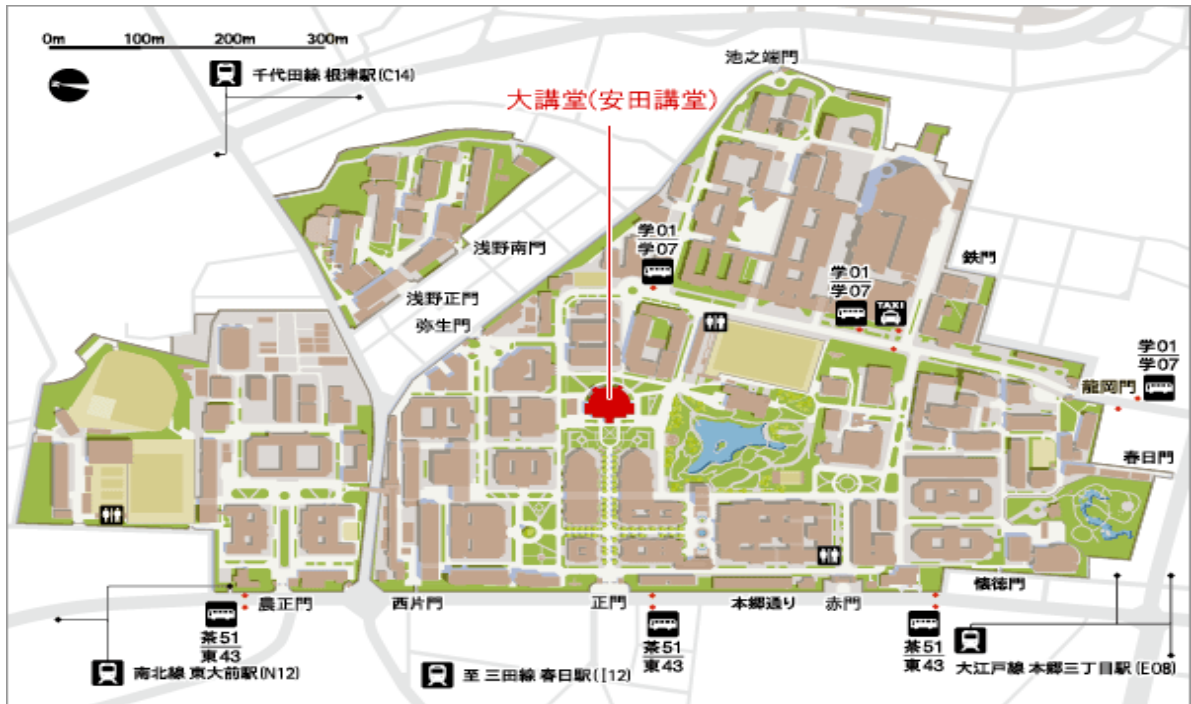 0m 100m 200m 300m
千代田線 根津駅(C14)
池之端門
大講堂(安田講堂)
浅野南門
学01
学07
鉄門
学01
学07
TAXI
浅野正門
弥生門
学01
学07
龍岡門
春日門
懐徳門
農正門
西片門
正門
本郷通り
赤門
茶51
東43
茶51
東43
茶51
東43
南北線 東大前駅(N12)
至 三田線 春日駅(I12)
大江戸線 本郷三丁目駅(E08)